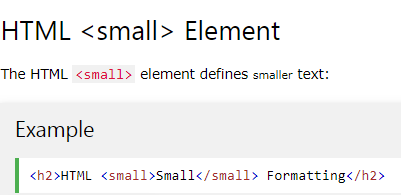 HTML <small> Element
The HTML <small> element defines smaller text:
Example
<h2>HTML <small>Small</small> Formatting</h2>